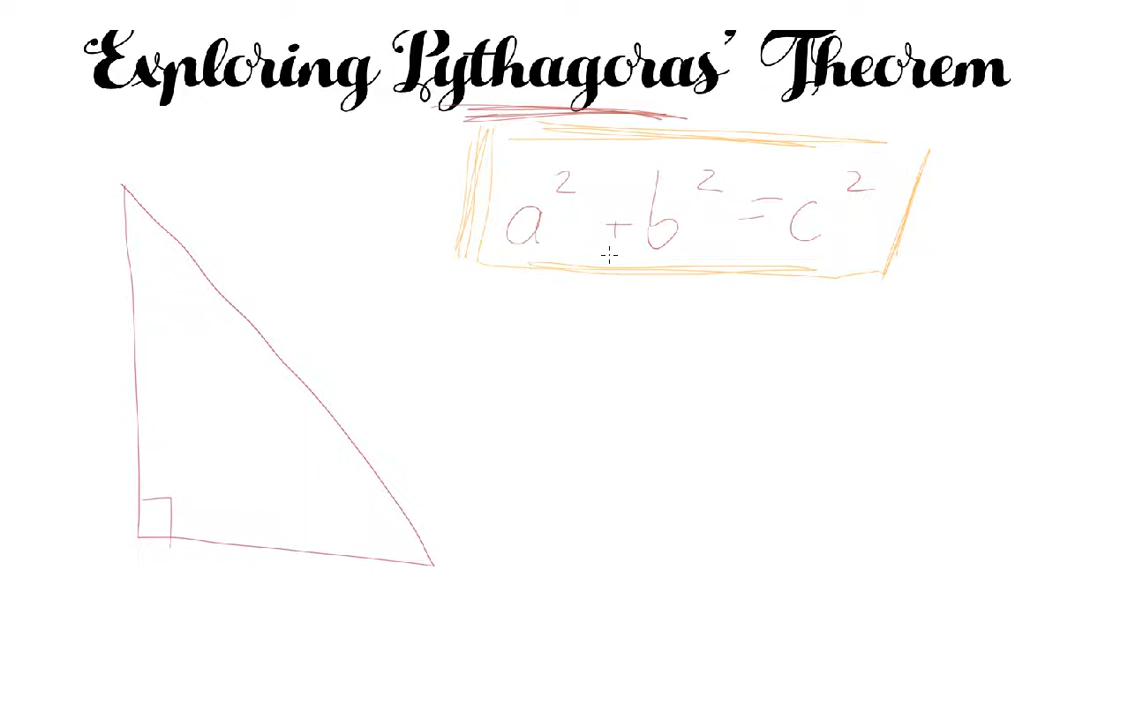 Exploring Pythagoras' Theorem
a² + b² = c²